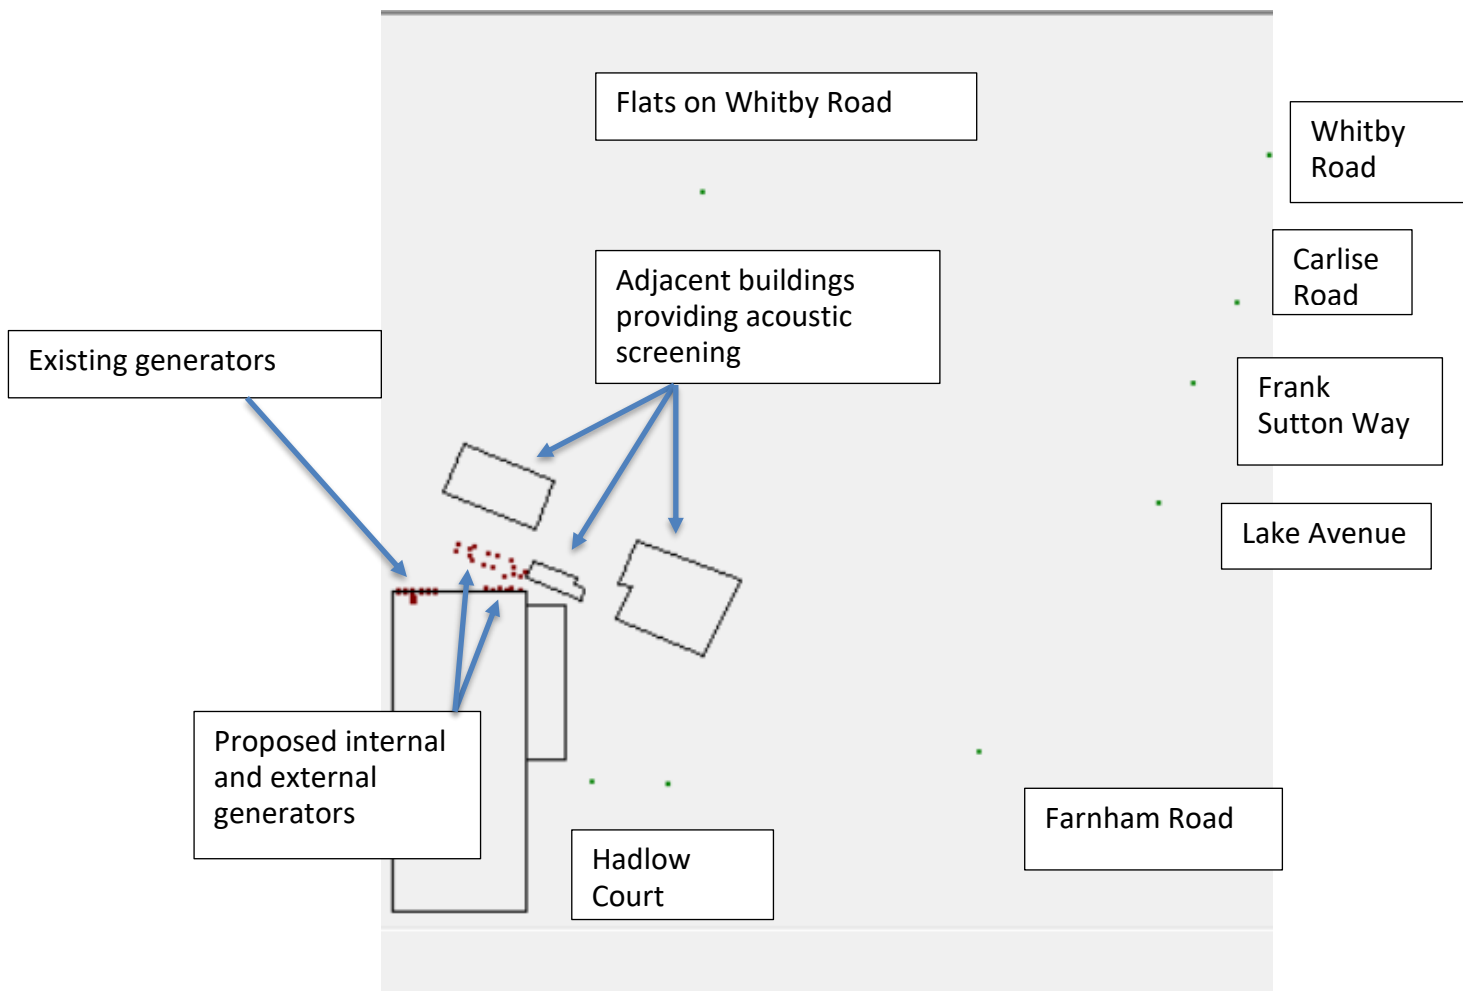 Flats on Whitby Road
Whitby
Road
Carlise
Road
Adjacent buildings
providing acoustic
screening
Existing generators
Frank
Sutton Way
Lake Avenue
Proposed internal
and external
generators
Farnham Road
Hadlow
Court